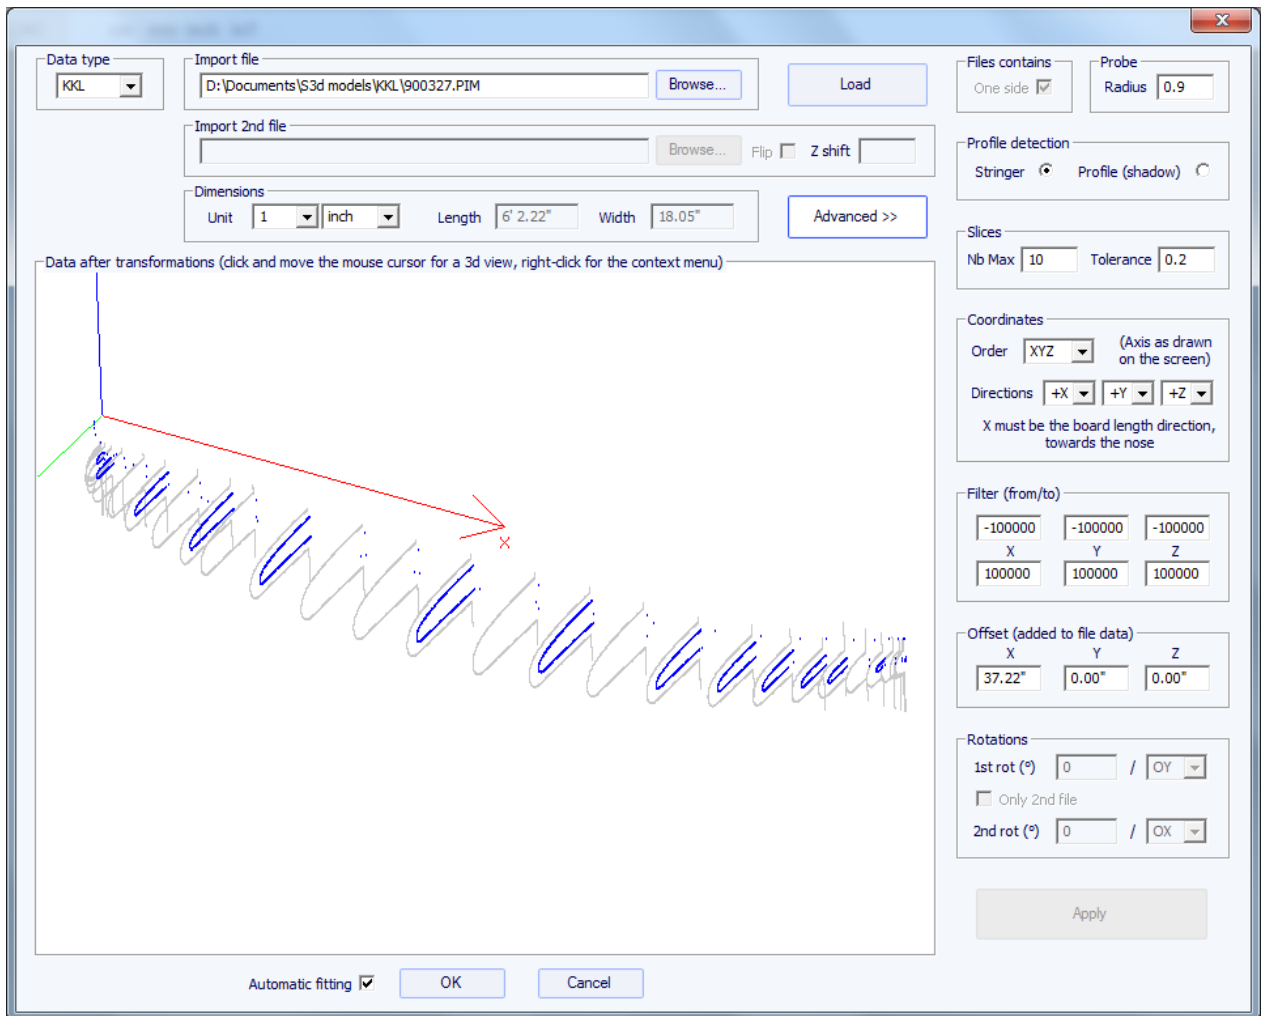 Data type
KKL
Import file
D:\Documents\S3d models\KKL\900327.PIM
Browse...
Load
Files contains
One side
Probe
Radius 0.9
Import 2nd file
Browse...
Flip
Z shift
Profile detection
Stringer
Profile (shadow)
Dimensions
Unit 1 inch
Length 6' 2.22"
Width 18.05"
Advanced >>
Slices
Nb Max 10
Tolerance 0.2
Data after transformations (click and move the mouse cursor for a 3d view, right-click for the context menu)
X
Coordinates
Order XYZ
(Axis as drawn
on the screen)
Directions +X +Y +Z
X must be the board length direction,
towards the nose
Filter (from/to)
-100000 -100000 -100000
X Y Z
100000 100000 100000
Offset (added to file data)
X Y Z
37.22" 0.00" 0.00"
Rotations
1st rot (°) 0 / OY
Only 2nd file
2nd rot (°) 0 / OX
Apply
Automatic fitting
OK
Cancel